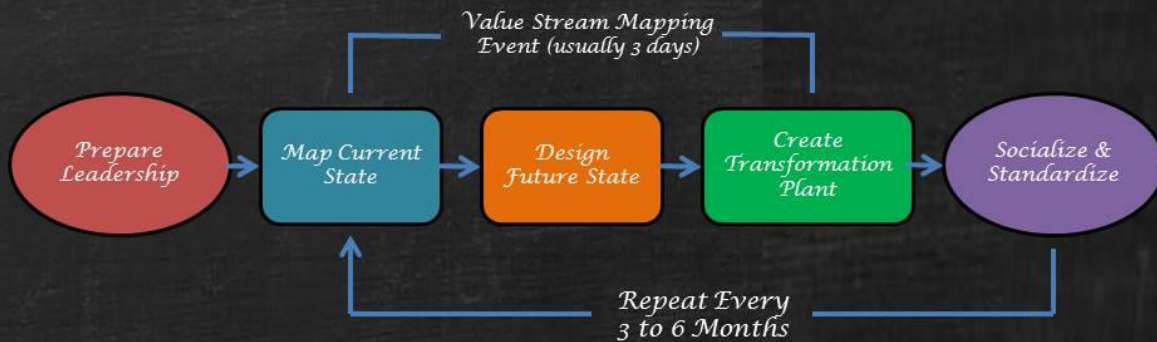 Value Stream Mapping
Event (usually 3 days)
Prepare
Leadership
Map Current
State
Design
Future State
Create
Transformation
Plant
Socialize &
Standardize
Repeat Every
3 to 6 Months